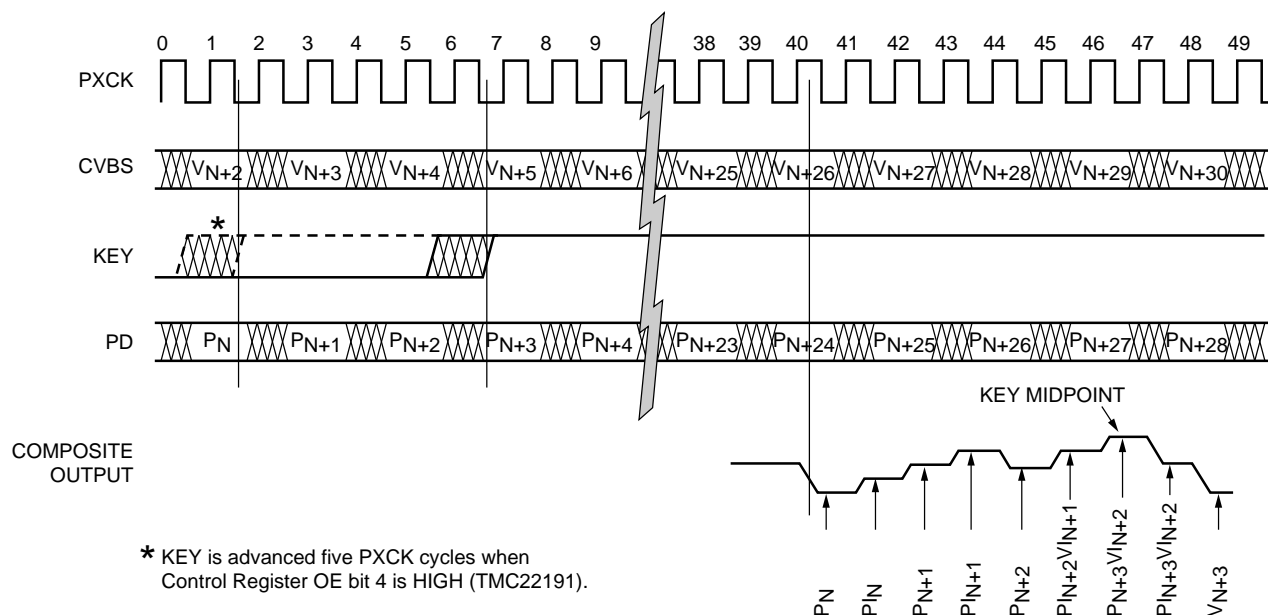 0 1 2 3 4 5 6 7 8 9 38 39 40 41 42 43 44 45 46 47 48 49
PXCK
CVBS VN+2 VN+3 VN+4 VN+5 VN+6 VN+25 VN+26 VN+27 VN+28 VN+29 VN+30
*
KEY
PD PN PN+1 PN+2 PN+3 PN+4 PN+23 PN+24 PN+25 PN+26 PN+27 PN+28
KEY MIDPOINT
COMPOSITE
OUTPUT
PN PIN PN+1 PIN+1 PN+2 PIN+2VIN+1 PN+3VIN+2 PIN+3VIN+2 VN+3
* KEY is advanced five PXCK cycles when
Control Register OE bit 4 is HIGH (TMC22191).